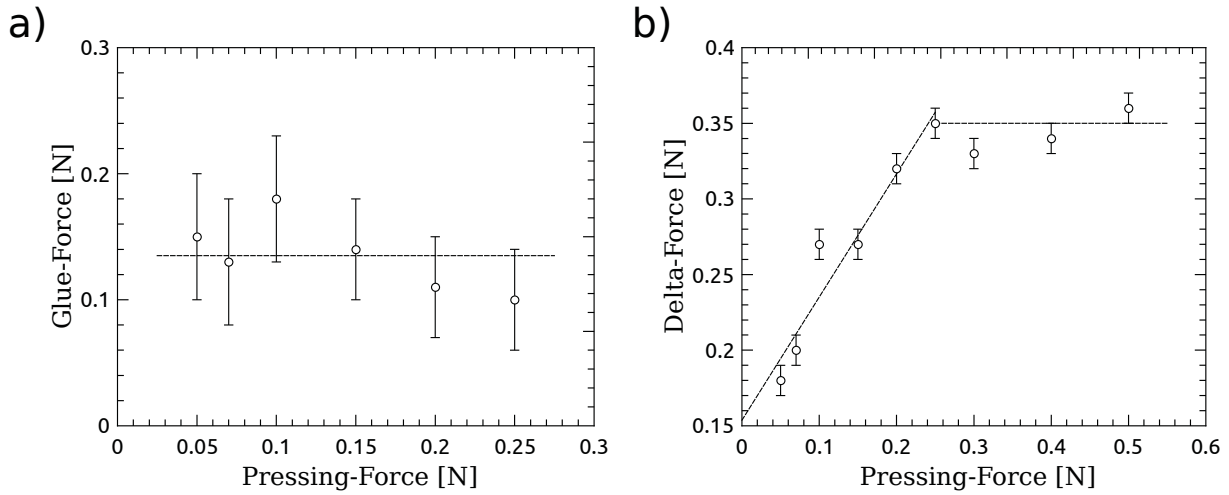 a)
0.3
0.2
0.1
0
Glue-Force [N]
0 0.05 0.1 0.15 0.2 0.25 0.3
Pressing-Force [N]
b)
0.4
0.35
0.3
0.25
0.2
0.15
Delta-Force [N]
0 0.1 0.2 0.3 0.4 0.5 0.6
Pressing-Force [N]